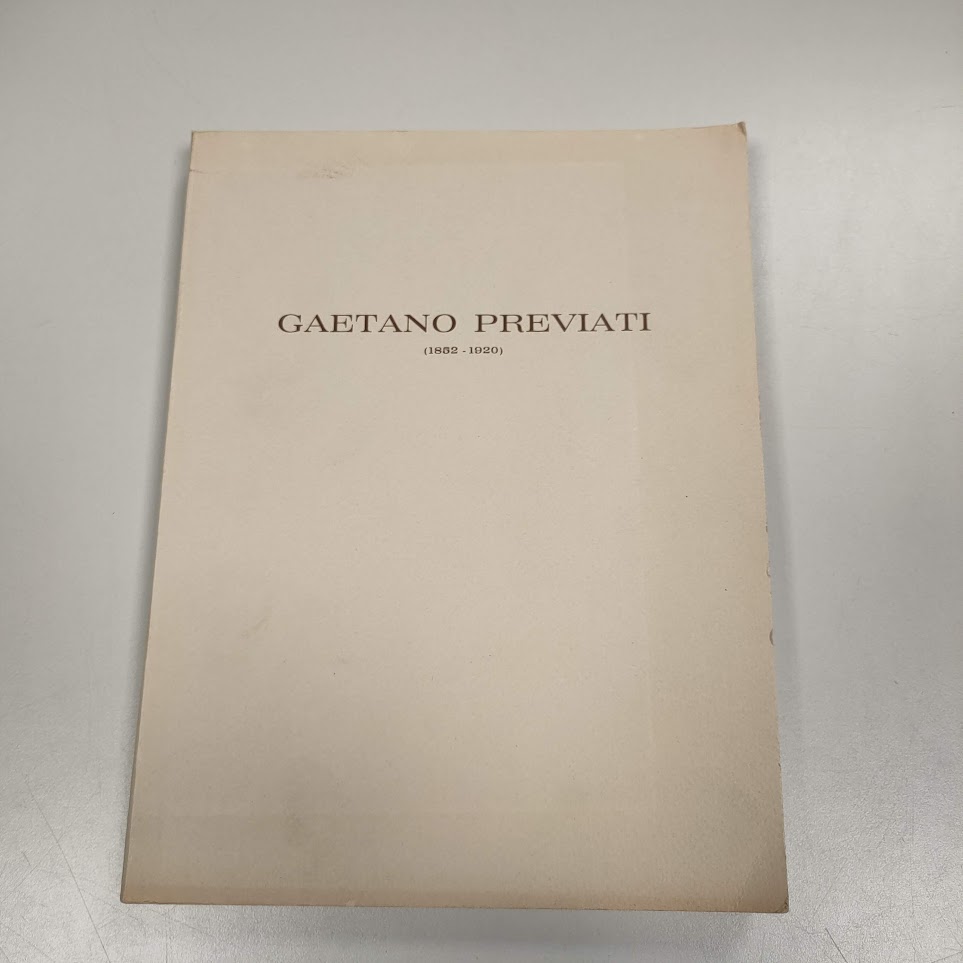 GAETANO PREVIATI
(1852 - 1920)